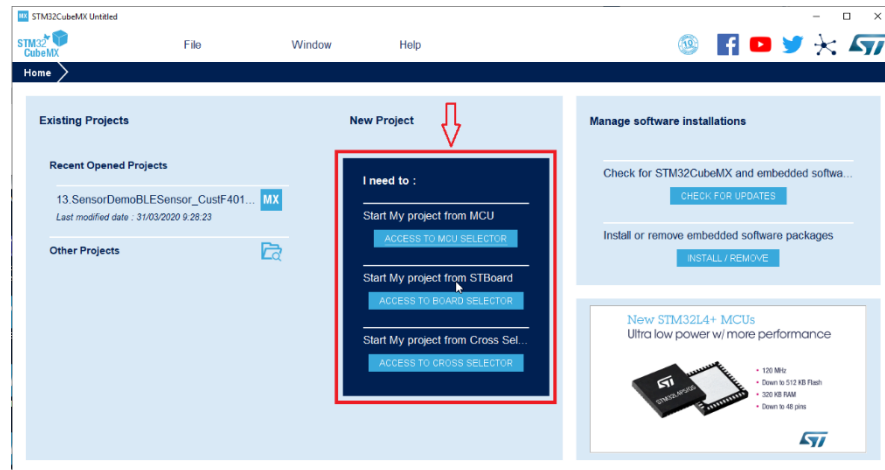 MX STM32CubeMX Untitled
STM32
CubeMX
File Window Help
10
ST
Home
Existing Projects
Recent Opened Projects
13.SensorDemoBLESensor_CustF401... MX
Last modified date : 31/03/2020 9:28:23
Other Projects
New Project
I need to :
Start My project from MCU
ACCESS TO MCU SELECTOR
Start My project from STBoard
ACCESS TO BOARD SELECTOR
Start My project from Cross Sel...
ACCESS TO CROSS SELECTOR
Manage software installations
Check for STM32CubeMX and embedded softwa...
CHECK FOR UPDATES
Install or remove embedded software packages
INSTALL / REMOVE
New STM32L4+ MCUs
Ultra low power w/ more performance
ST
• 120 MHz
• Down to 512 KB Flash
• 320 KB RAM
• Down to 48 pins
ST